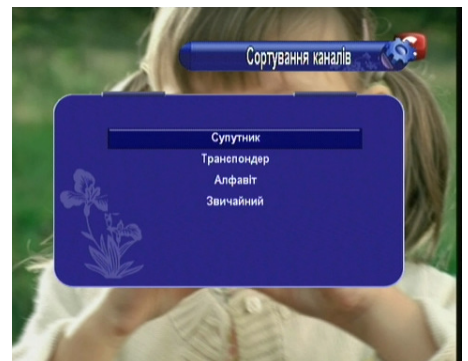 Сортування каналів
Супутник
Транспондер
Алфавіт
Звичайний